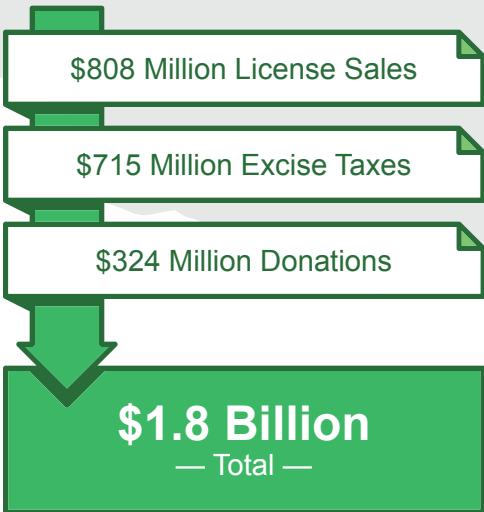 $808 Million License Sales
$715 Million Excise Taxes
$324 Million Donations
$1.8 Billion
— Total —